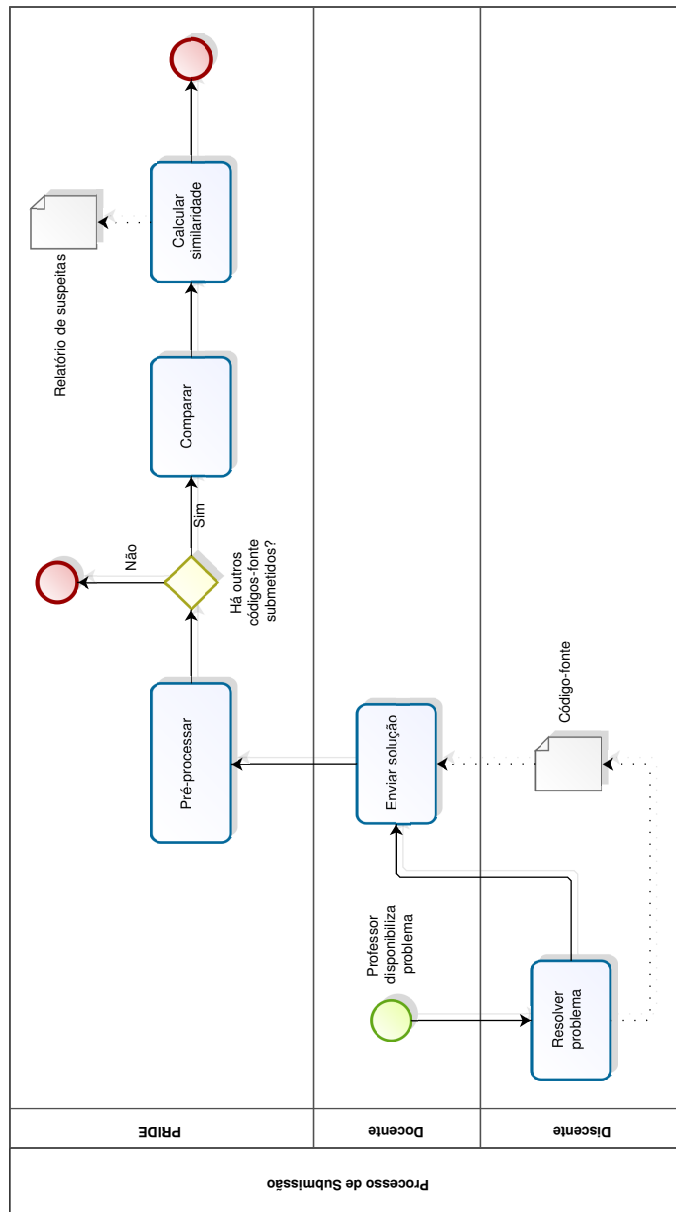 Processo de Submissão
PRIDE
Docente
Discente
Relatório de suspeitas
Calcular
similaridade
Comparar
Sim
Não
Há outros
códigos-fonte
submetidos?
Pré-processar
Enviar solução
Professor
disponibiliza
problema
Código-fonte
Resolver
problema